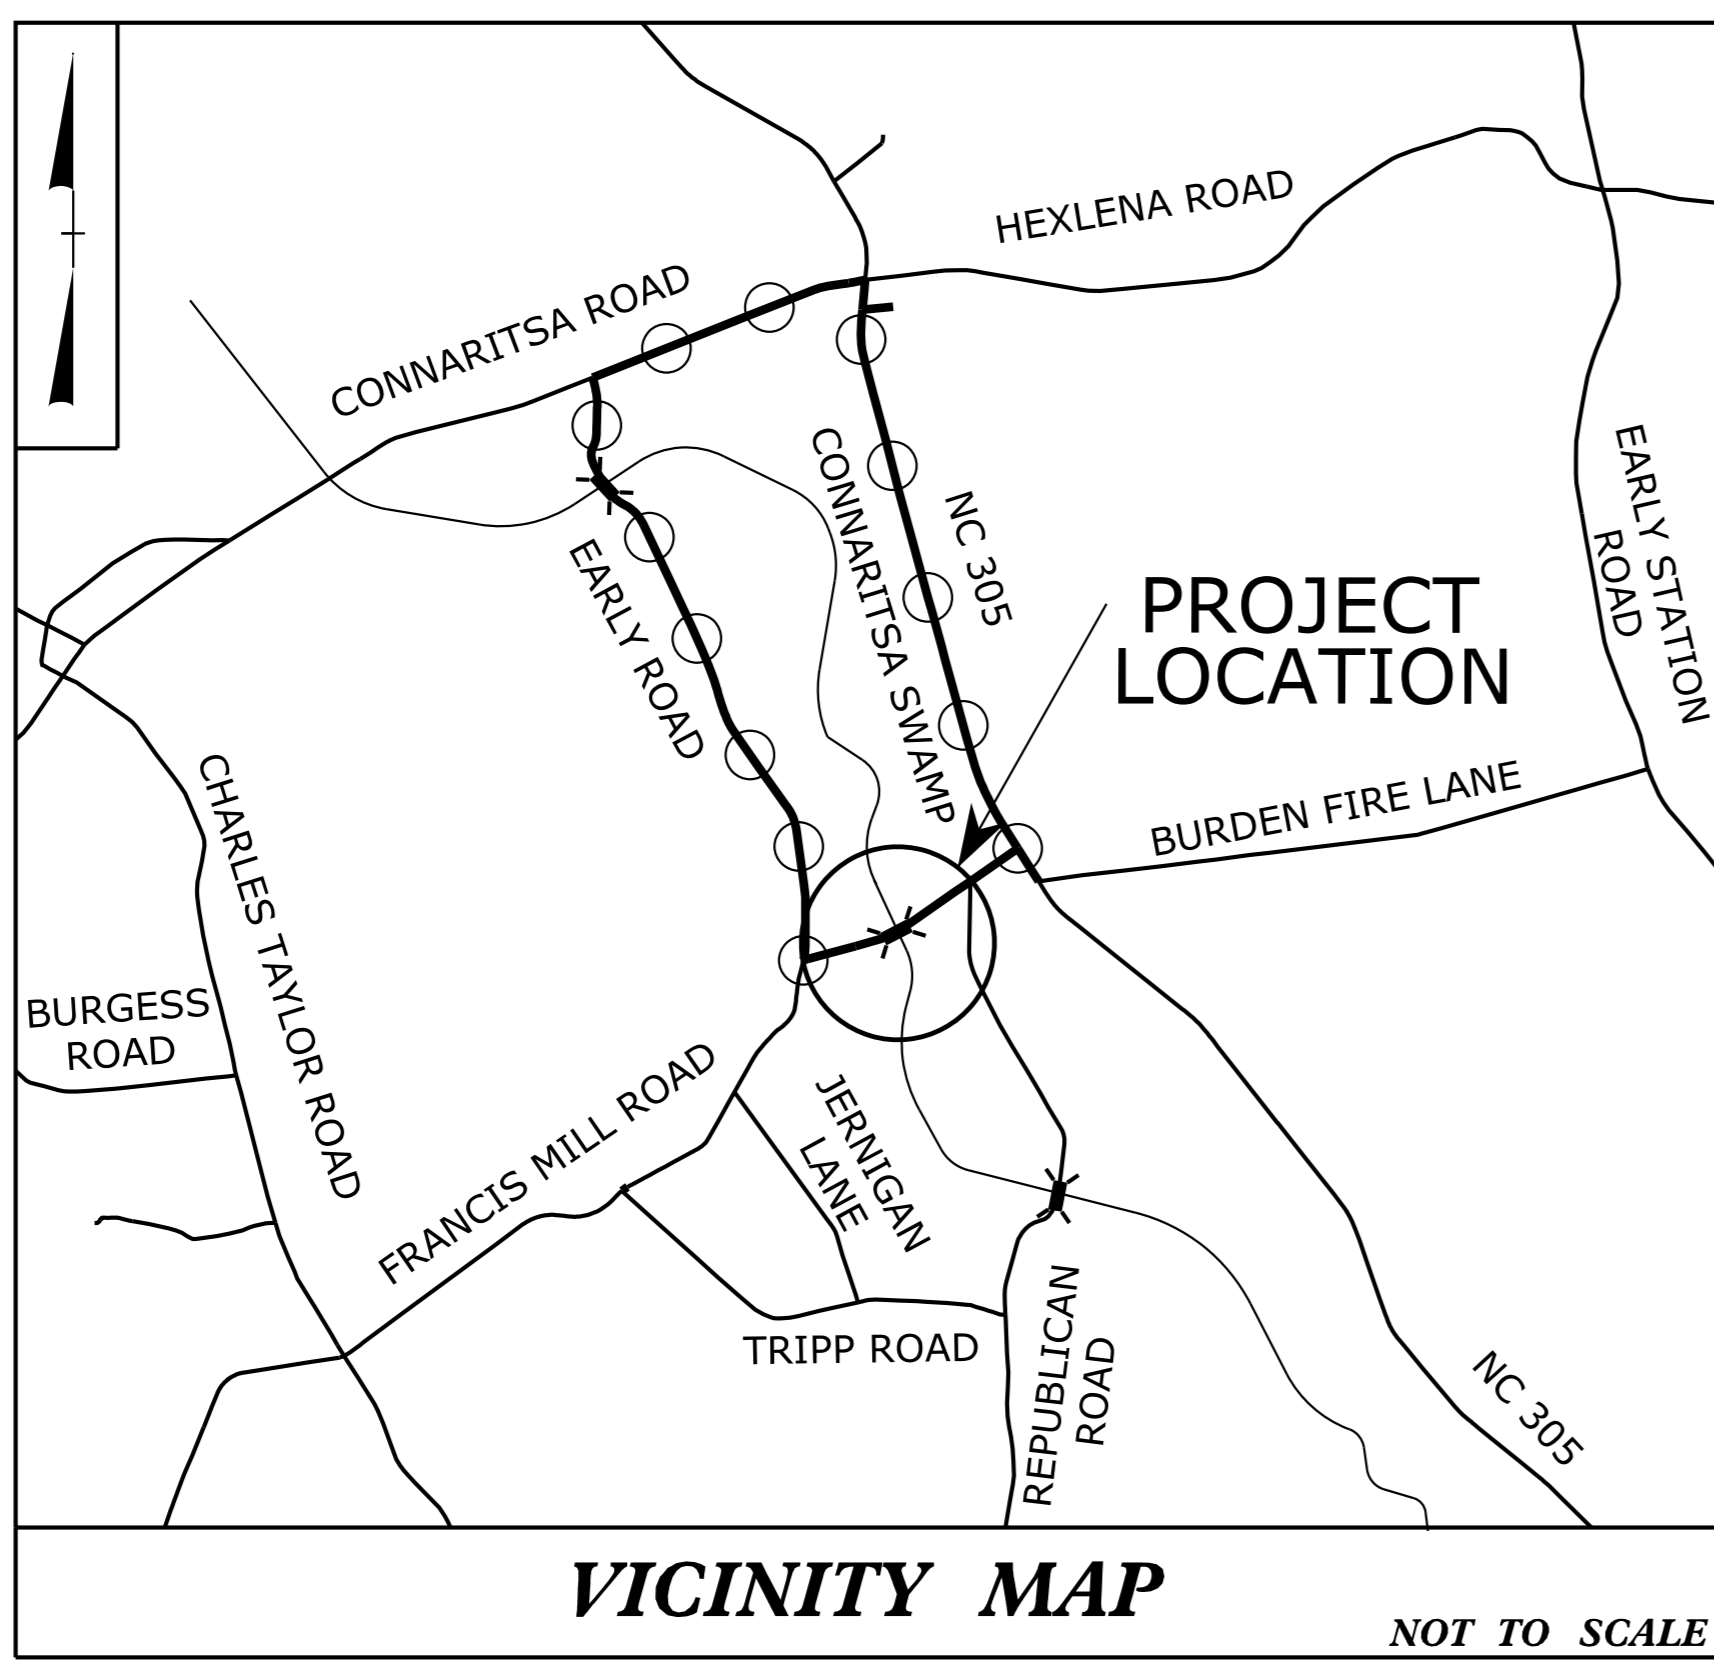 HEXLENA ROAD
CONNARITSA ROAD
CONNARITSA SWAMP
NC 305
EARLY STATION
ROAD
EARLY ROAD
PROJECT
LOCATION
CHARLES TAYLOR ROAD
BURDEN FIRE LANE
BURGESS
ROAD
FRANCIS MILL ROAD
JERNIGAN
LANE
TRIPP ROAD
REPUBLICAN
ROAD
NC 305
VICINITY MAP
NOT TO SCALE